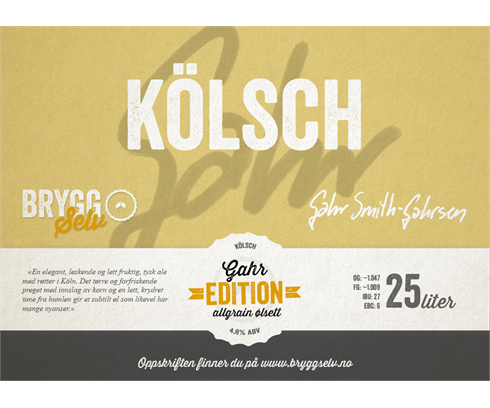 KÖLSCH
Gahr
BRYGG
Selv
Gahr Smith-Gahrsen
KÖLSCH
Gahr
EDITION
allgrain ølsett
4,8% ABV
«En elegant, leskende og lett fruktig, tysk ale
med røtter i Köln. Det tørre og forfriskende
preget med innslag av korn og en lett, krydret
tone fra humlen gir et subtilt øl som likevel har
mange nyanser.»
OG: -1.047
FG: -1.009
IBU: 27
EBC: 6
25 liter
Oppskriften finner du på www.bryggselv.no